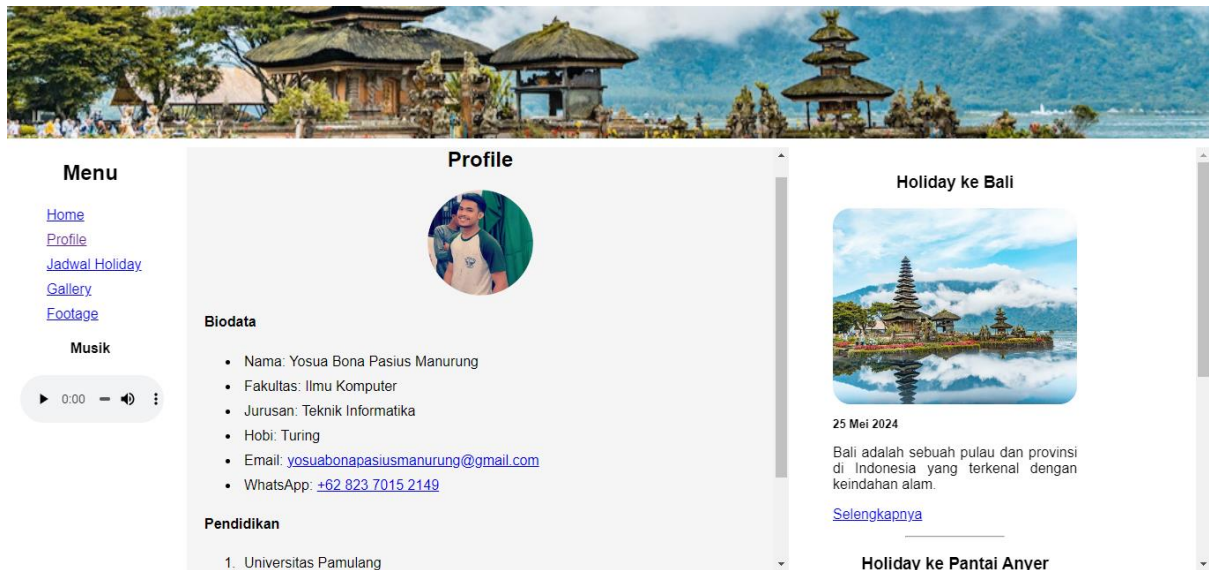 Menu
Home
Profile
Jadwal Holiday
Gallery
Footage
Musik
0:00
Profile
Biodata
• Nama: Yosua Bona Pasius Manurung
• Fakultas: Ilmu Komputer
• Jurusan: Teknik Informatika
• Hobi: Turing
• Email: yosuabonapasiusmanurung@gmail.com
• WhatsApp: +62 823 7015 2149
Pendidikan
1. Universitas Pamulang
Holiday ke Bali
25 Mei 2024
Bali adalah sebuah pulau dan provinsi
di Indonesia yang terkenal dengan
keindahan alam.
Selengkapnya
Holiday ke Pantai Anyer